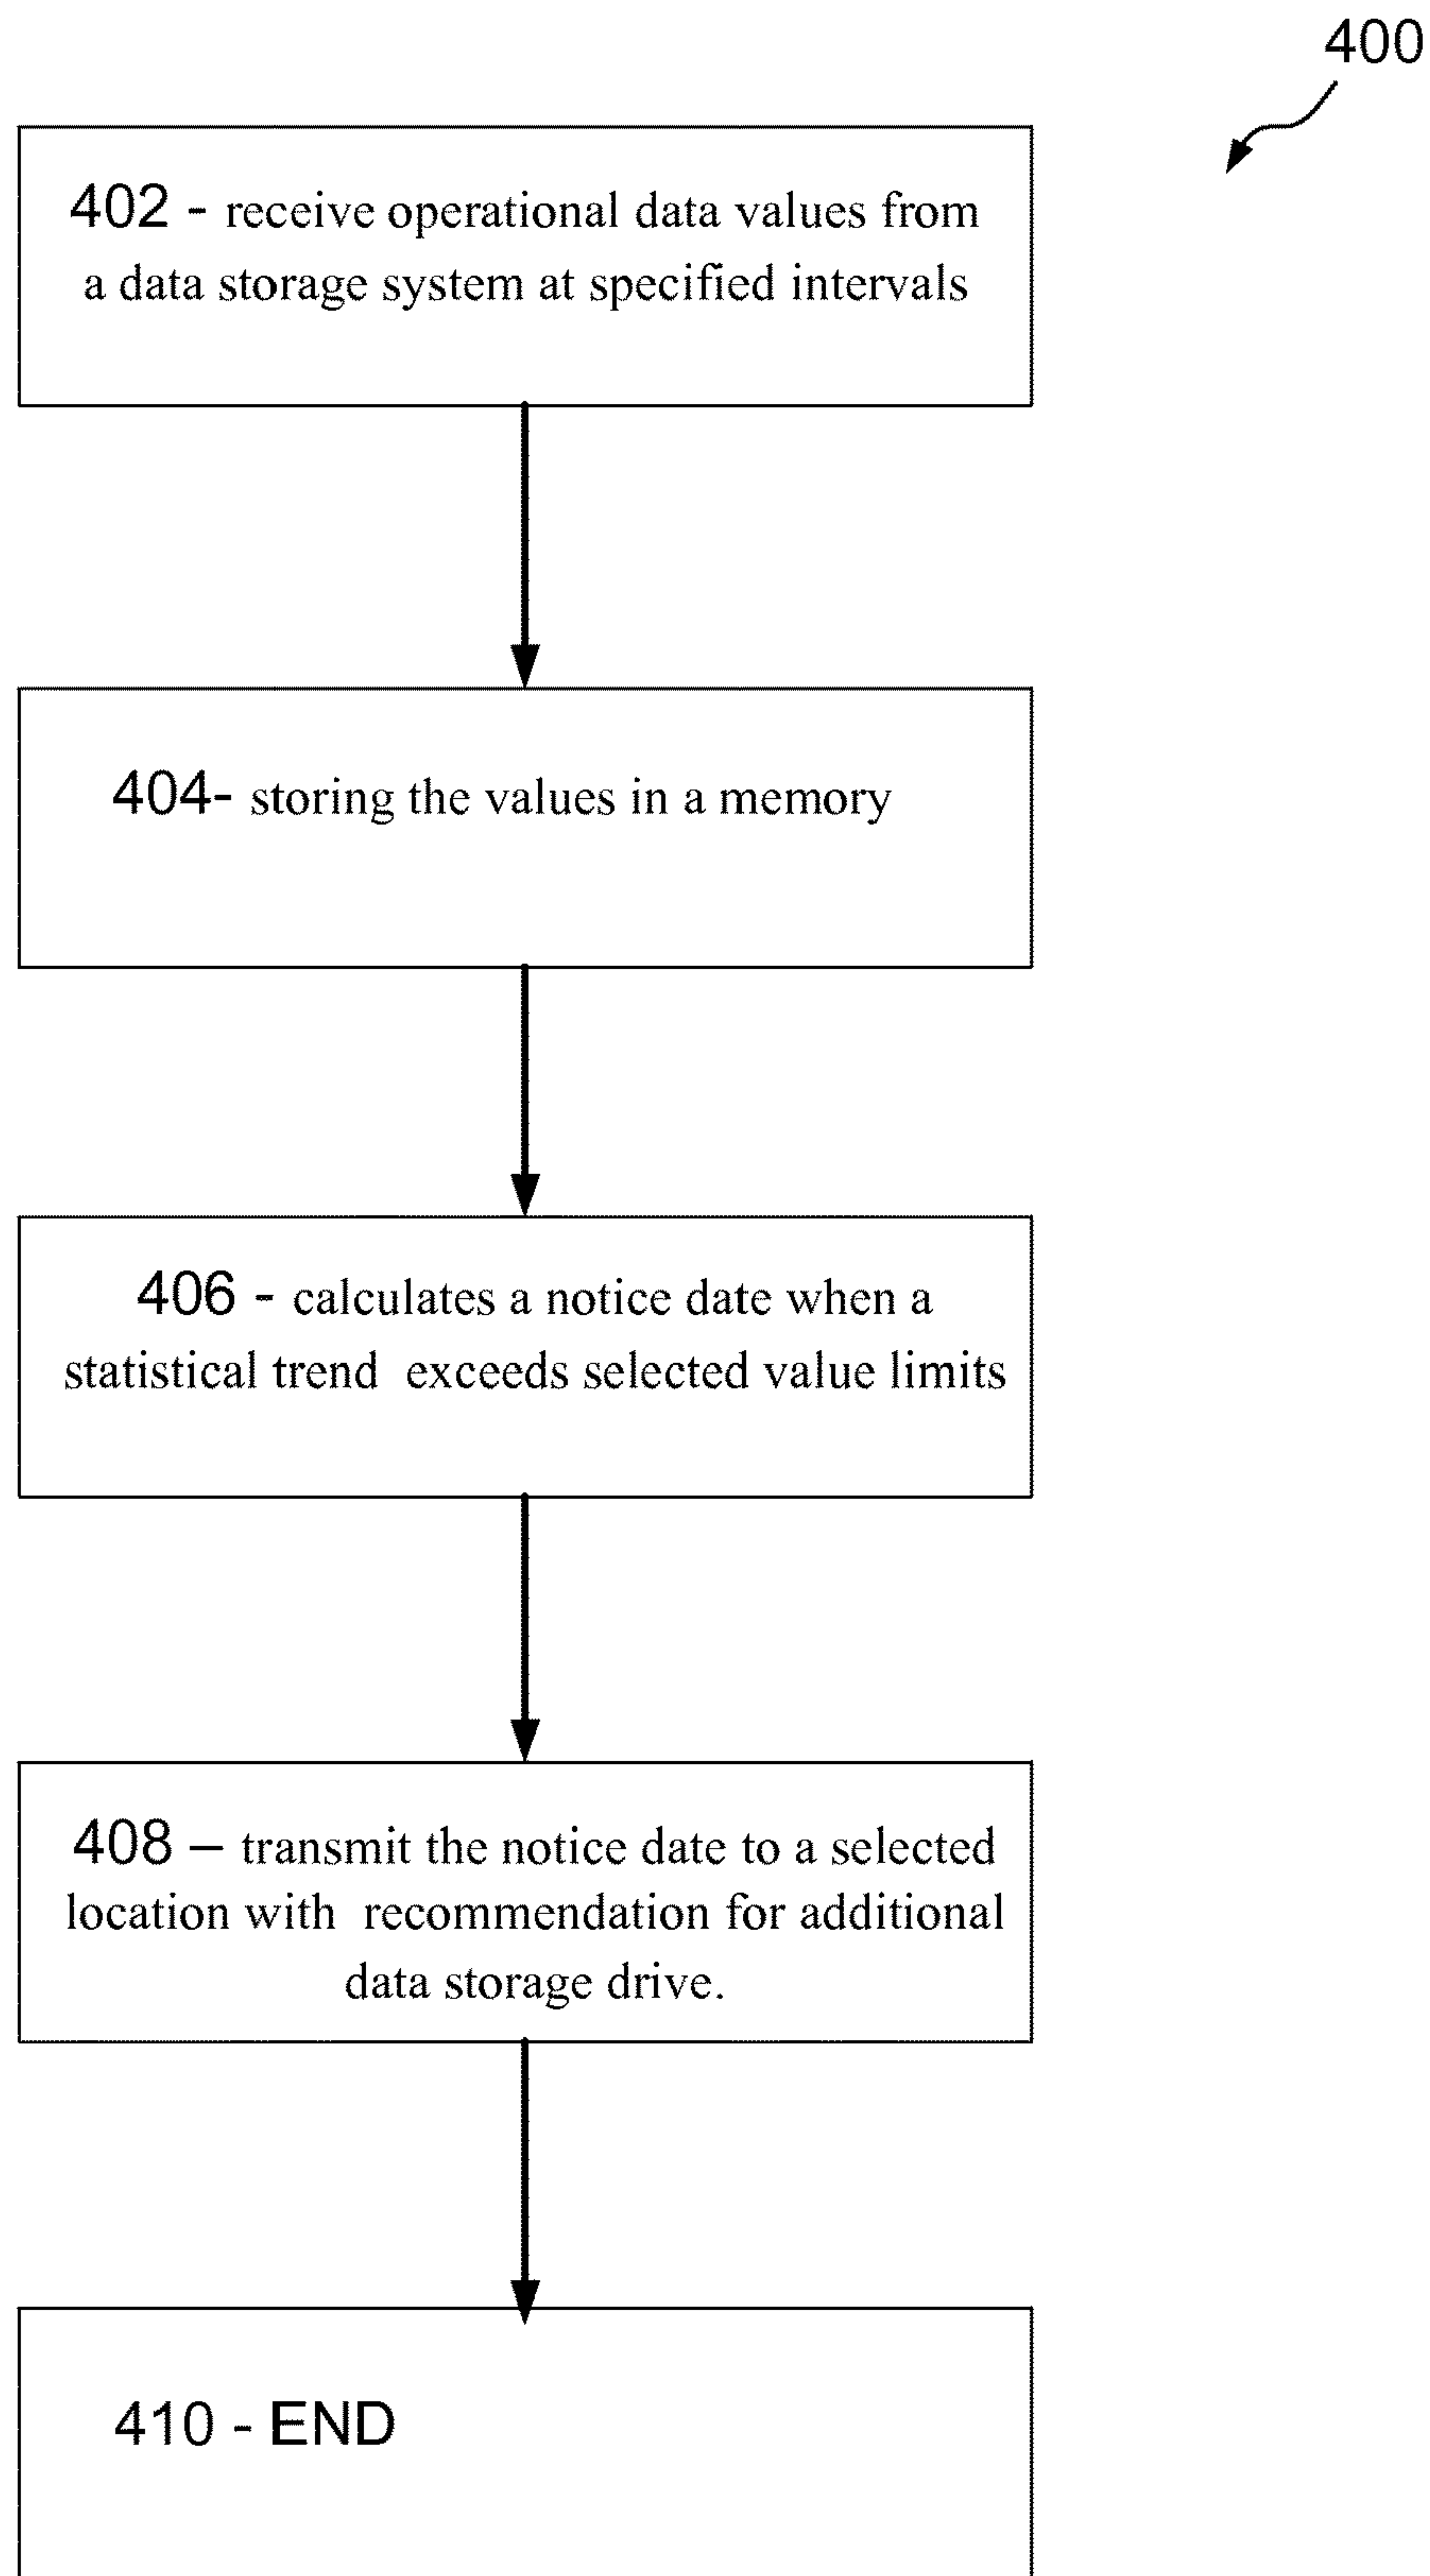 400
402 - receive operational data values from
a data storage system at specified intervals
404- storing the values in a memory
406 - calculates a notice date when a
statistical trend exceeds selected value limits
408 – transmit the notice date to a selected
location with recommendation for additional
data storage drive.
410 - END